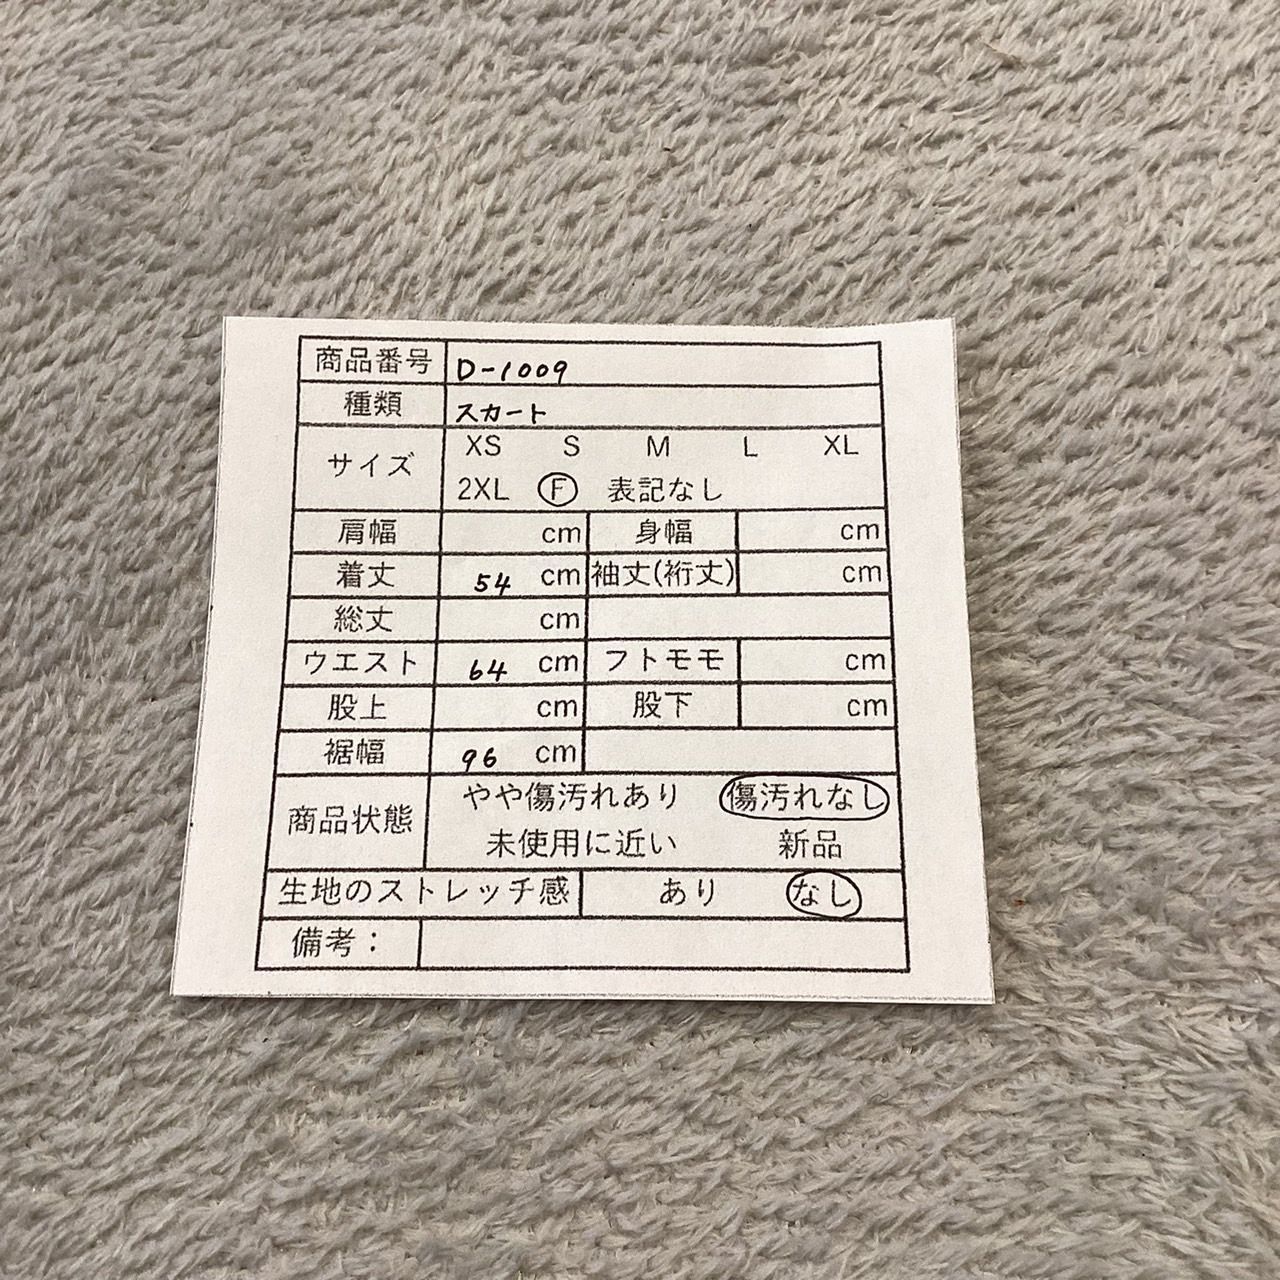 商品番号 D-1009
種類 スカート
サイズ XS S M L XL
2XL F 表記なし
肩幅 cm 身幅 cm
着丈 54 cm 袖丈(裄丈) cm
総丈 cm
ウエスト 64 cm フトモモ cm
股上 cm 股下 cm
裾幅 96 cm
商品状態 やや傷汚れあり 傷汚れなし
未使用に近い 新品
生地のストレッチ感 あり なし
備考：